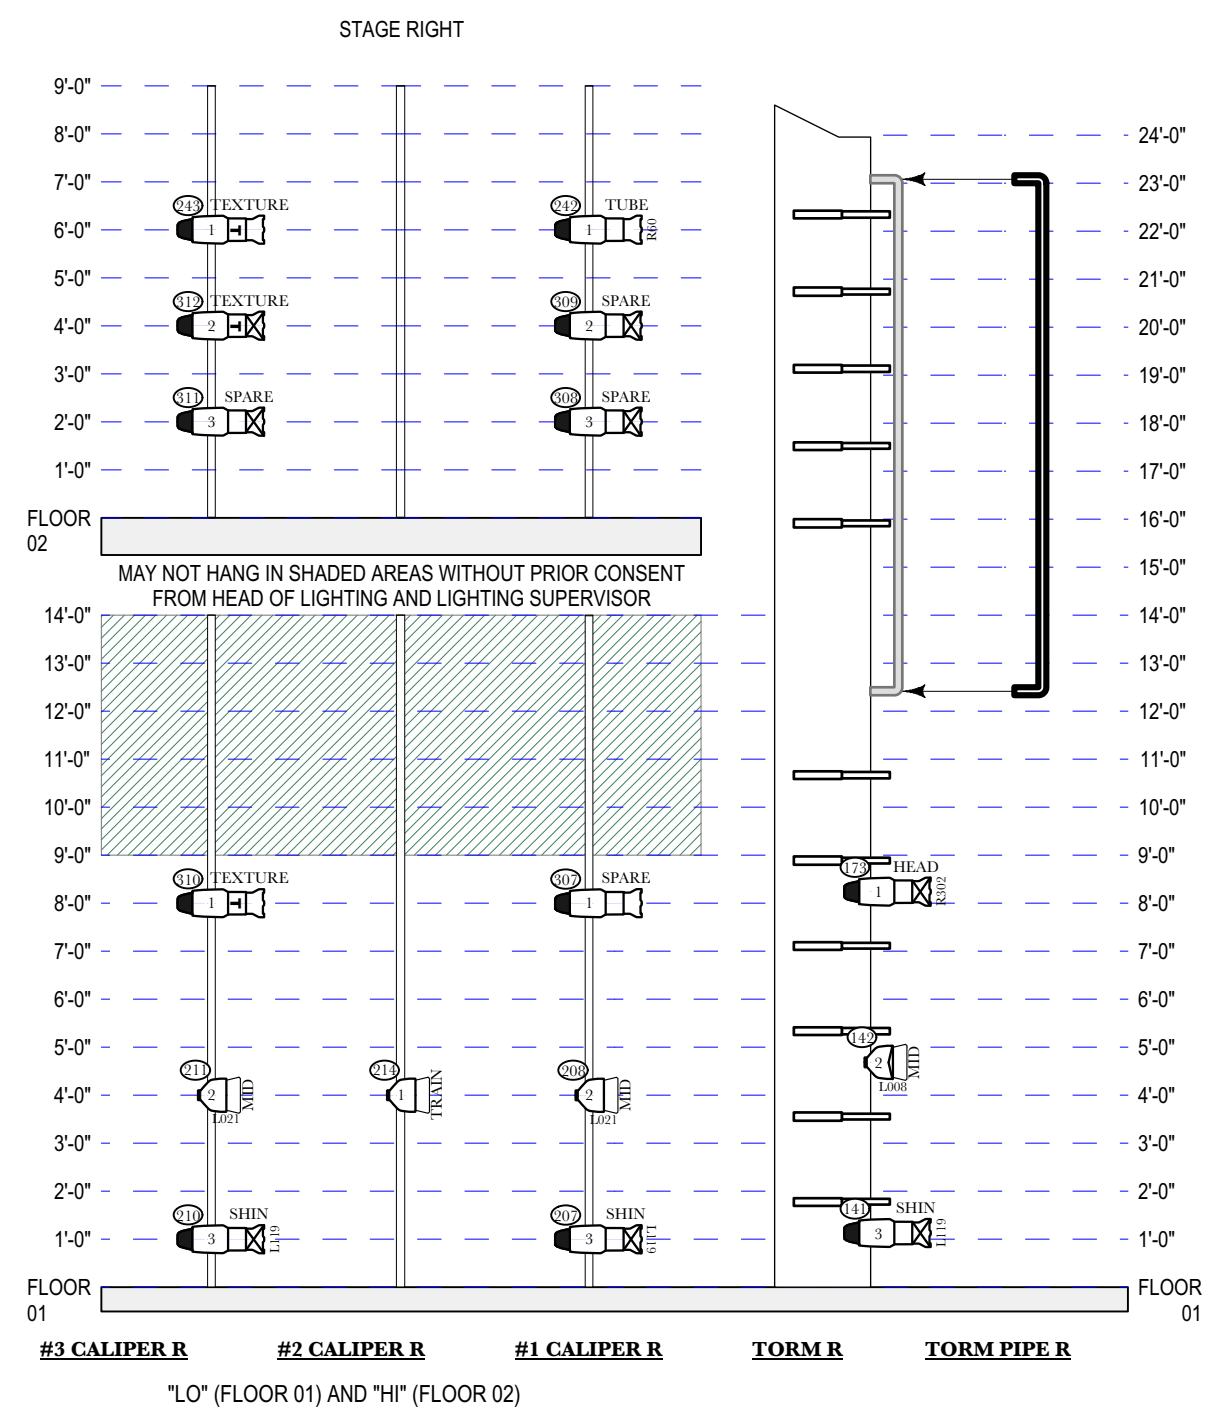 STAGE RIGHT
9'-0"
8'-0" 24'-0"
7'-0" 23'-0"
243 TEXTURE 242 TUBE
6'-0" 1 T 1 R60 22'-0"
5'-0" 21'-0"
312 TEXTURE 309 SPARE
4'-0" 2 T 2 20'-0"
3'-0" 19'-0"
311 SPARE 308 SPARE
2'-0" 3 3 18'-0"
1'-0" 17'-0"
FLOOR 02 16'-0"
15'-0"
MAY NOT HANG IN SHADED AREAS WITHOUT PRIOR CONSENT
FROM HEAD OF LIGHTING AND LIGHTING SUPERVISOR
14'-0" 14'-0"
13'-0" 13'-0"
12'-0" 12'-0"
11'-0" 11'-0"
10'-0" 10'-0"
9'-0" 9'-0"
310 TEXTURE 307 SPARE 173 HEAD
8'-0" 1 T 1 1 R302 8'-0"
7'-0" 7'-0"
6'-0" 6'-0"
5'-0" 142 5'-0"
211 214 208 2 MID
L008
4'-0" 2 MID 1 TRAIN 2 MID 4'-0"
L021 L021
3'-0" 3'-0"
2'-0" 2'-0"
210 SHIN 207 SHIN 141 SHIN
1'-0" 3 L119 3 L119 3 L119 1'-0"
FLOOR FLOOR
01 01
#3 CALIPER R #2 CALIPER R #1 CALIPER R TORM R TORM PIPE R
"LO" (FLOOR 01) AND "HI" (FLOOR 02)